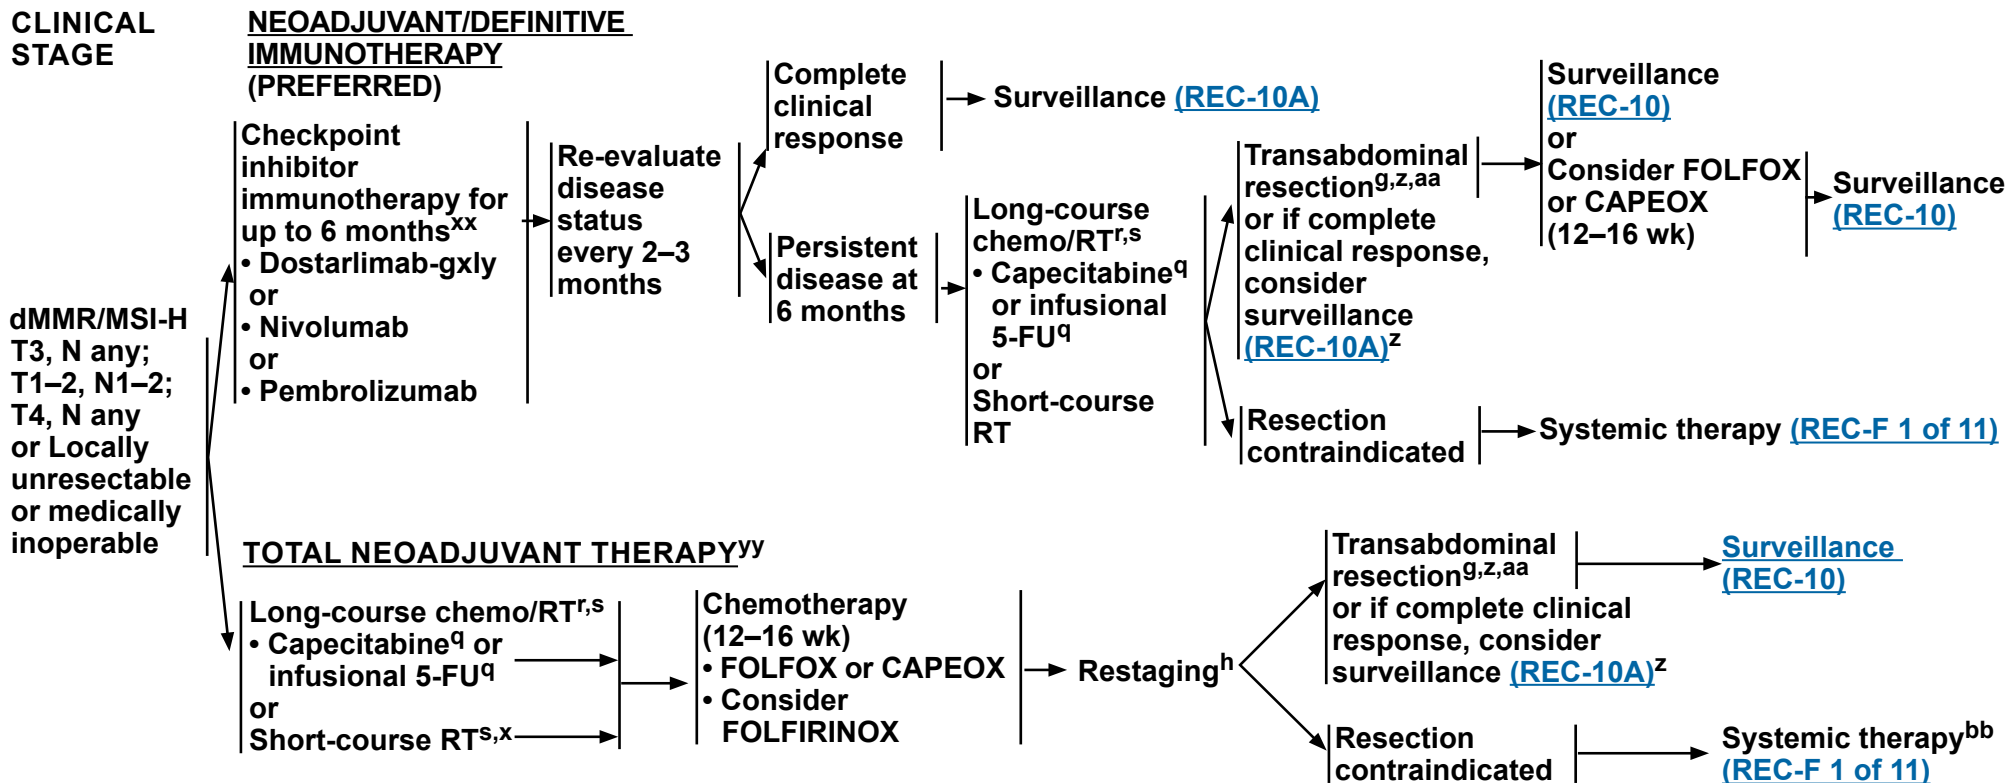 CLINICAL
STAGE
NEOADJUVANT/DEFINITIVE
IMMUNOTHERAPY
(PREFERRED)
dMMR/MSI-H
T3, N any;
T1–2, N1–2;
T4, N any
or Locally
unresectable
or medically
inoperable
Checkpoint
inhibitor
immunotherapy for
up to 6 monthsxx
• Dostarlimab-gxly
or
• Nivolumab
or
• Pembrolizumab
Re-evaluate
disease
status
every 2–3
months
Complete
clinical
response
Surveillance (REC-10A)
Persistent
disease at
6 months
Long-course
chemo/RTr,s
• Capecitabineq
or infusional
5-FUq
or
Short-course
RT
Transabdominal
resectiong,z,aa
or if complete
clinical response,
consider
surveillance
(REC-10A)z
Surveillance
(REC-10)
or
Consider FOLFOX
or CAPEOX
(12–16 wk)
Surveillance
(REC-10)
Resection
contraindicated
Systemic therapy (REC-F 1 of 11)
TOTAL NEOADJUVANT THERAPYyy
Long-course chemo/RTr,s
• Capecitabineq or
infusional 5-FUq
or
Short-course RTs,x
Chemotherapy
(12–16 wk)
• FOLFOX or CAPEOX
• Consider
FOLFIRINOX
Restagingh
Transabdominal
resectiong,z,aa
or if complete clinical
response, consider
surveillance (REC-10A)z
Surveillance
(REC-10)
Resection
contraindicated
Systemic therapybb
(REC-F 1 of 11)